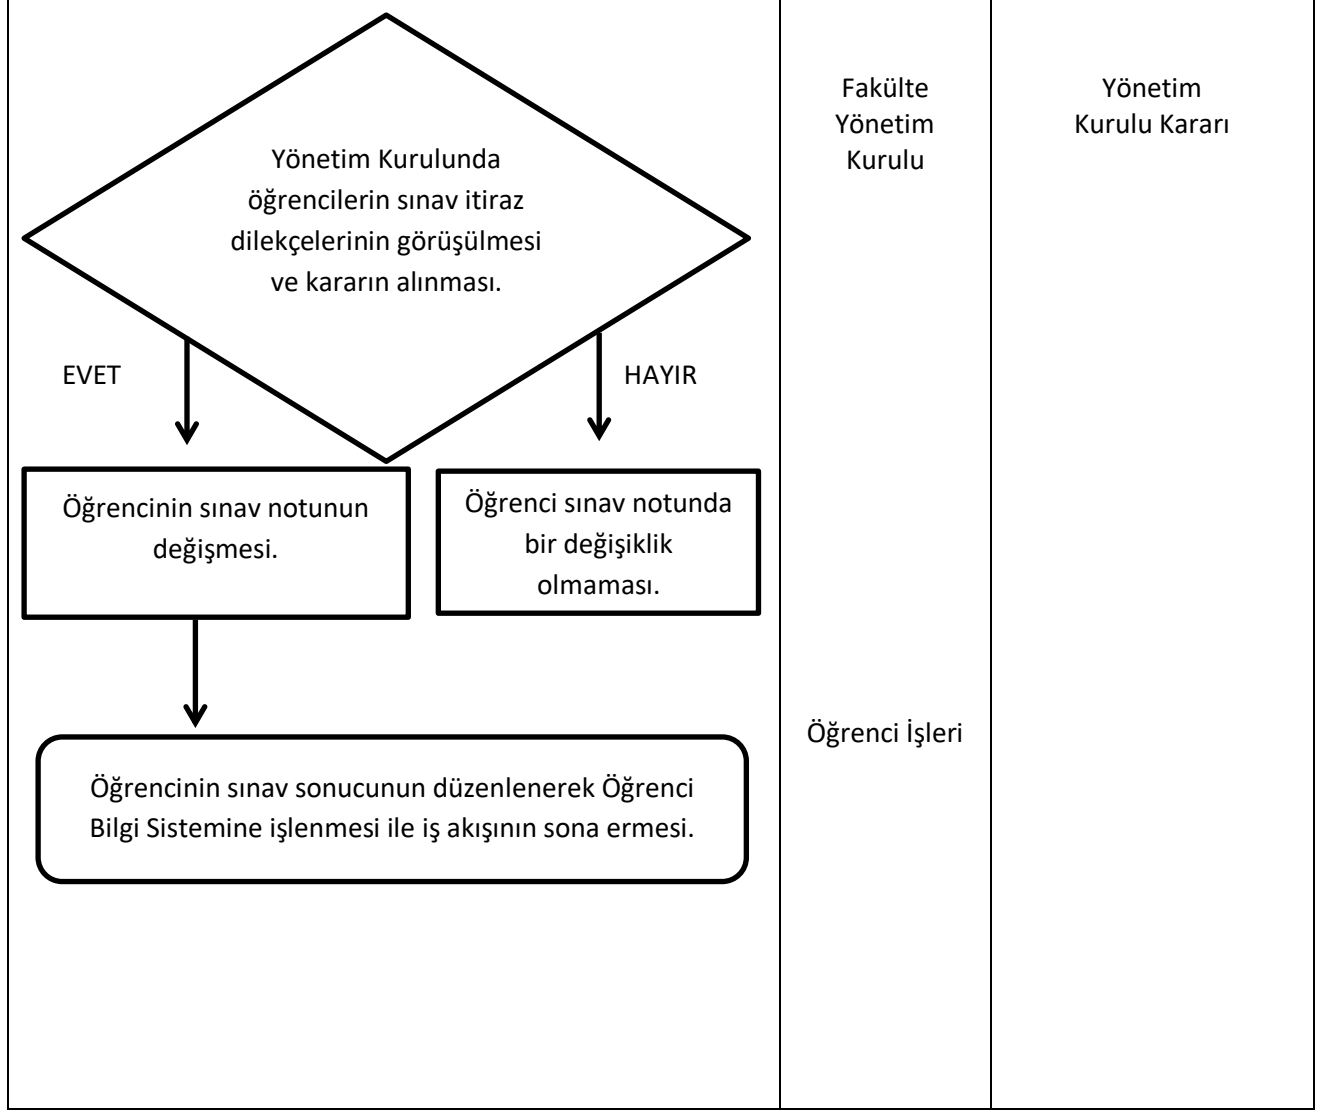 Yönetim Kurulunda
öğrencilerin sınav itiraz
dilekçelerinin görüşülmesi
ve kararın alınması.
Fakülte
Yönetim
Kurulu
Yönetim
Kurulu Kararı
EVET
HAYIR
Öğrencinin sınav notunun
değişmesi.
Öğrenci sınav notunda
bir değişiklik
olmaması.
Öğrenci İşleri
Öğrencinin sınav sonucunun düzenlenerek Öğrenci
Bilgi Sistemine işlenmesi ile iş akışının sona ermesi.